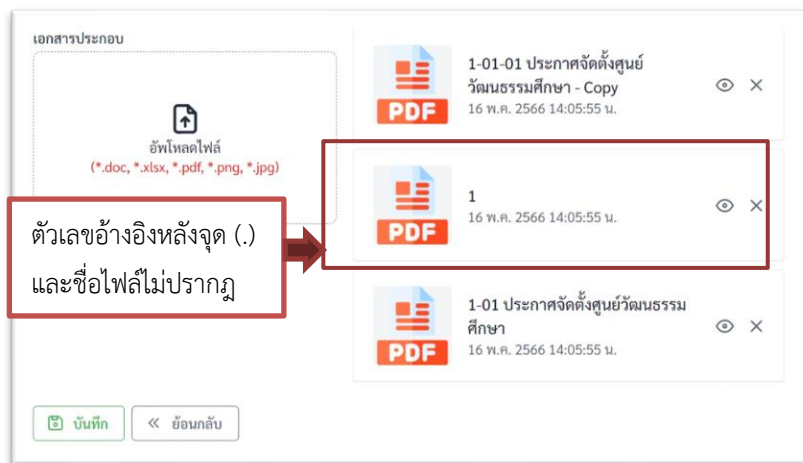 เอกสารประกอบ
อัพโหลดไฟล์
(*.doc, *.xlsx, *.pdf, *.png, *.jpg)
ตัวเลขอ้างอิงหลังจุด (.)
และชื่อไฟล์ไม่ปรากฏ
PDF
1-01-01 ประกาศจัดตั้งศูนย์
วัฒนธรรมศึกษา - Copy
16 พ.ค. 2566 14:05:55 น.
PDF
1
16 พ.ค. 2566 14:05:55 น.
PDF
1-01 ประกาศจัดตั้งศูนย์วัฒนธรรม
ศึกษา
16 พ.ค. 2566 14:05:55 น.
บันทึก
ย้อนกลับ